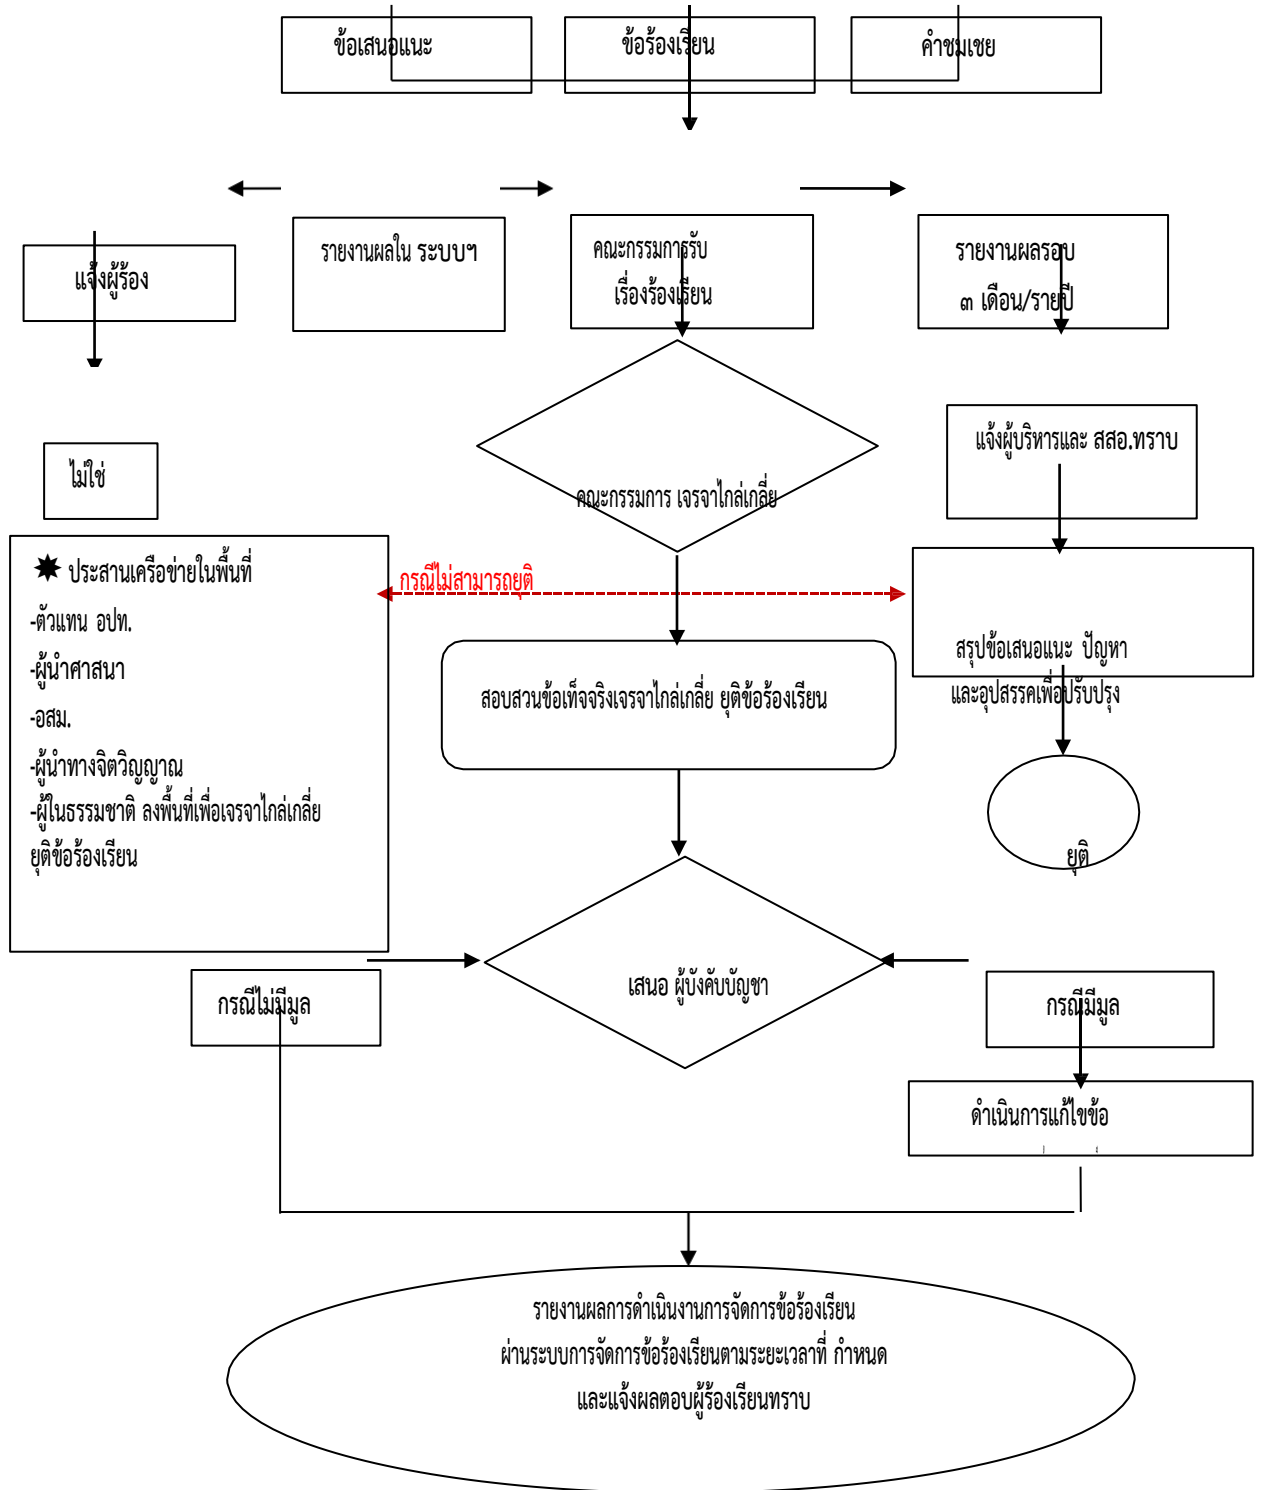 ข้อเสนอแนะ
ข้อร้องเรียน
คำชมเชย
แจ้งผู้ร้อง
รายงานผลใน ระบบฯ
คณะกรรมการรับ
เรื่องร้องเรียน
รายงานผลรอบ
๓ เดือน/รายปี
ไม่ใช่
คณะกรรมการ เจรจาไกล่เกลี่ย
แจ้งผู้บริหารและ สสอ.ทราบ
✸ ประสานเครือข่ายในพื้นที่
-ตัวแทน อปท.
-ผู้นำศาสนา
-อสม.
-ผู้นำทางจิตวิญญาณ
-ผู้ในธรรมชาติ ลงพื้นที่เพื่อเจรจาไกล่เกลี่ย
ยุติข้อร้องเรียน
กรณีไม่สามารถยุติ
สอบสวนข้อเท็จจริงเจรจาไกล่เกลี่ย ยุติข้อร้องเรียน
สรุปข้อเสนอแนะ ปัญหา
และอุปสรรคเพื่อปรับปรุง
ยุติ
เสนอ ผู้บังคับบัญชา
กรณีไม่มีมูล
กรณีมีมูล
ดำเนินการแก้ไขข้อ
รายงานผลการดำเนินงานการจัดการข้อร้องเรียน
ผ่านระบบการจัดการข้อร้องเรียนตามระยะเวลาที่ กำหนด
และแจ้งผลตอบผู้ร้องเรียนทราบ